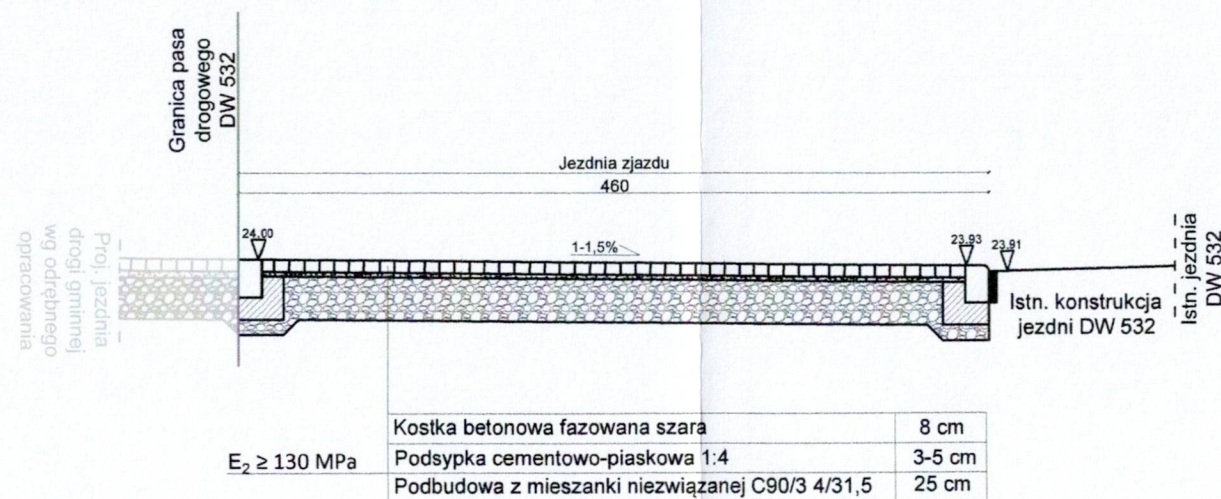 Granica pasa
drogowego
DW 532
Jezdnia zjazdu
460
24.00
1-1,5%
23.93
23.91
Proj. jezdnia
drogi gminnej
wg odrębnego
opracowania
Istn. konstrukcja
jezdni DW 532
Istn. jezdnia
DW 532
Kostka betonowa fazowana szara 8 cm
E₂ ≥ 130 MPa
Podsypka cementowo-piaskowa 1:4 3-5 cm
Podbudowa z mieszanki niezwiązanej C90/3 4/31,5 25 cm